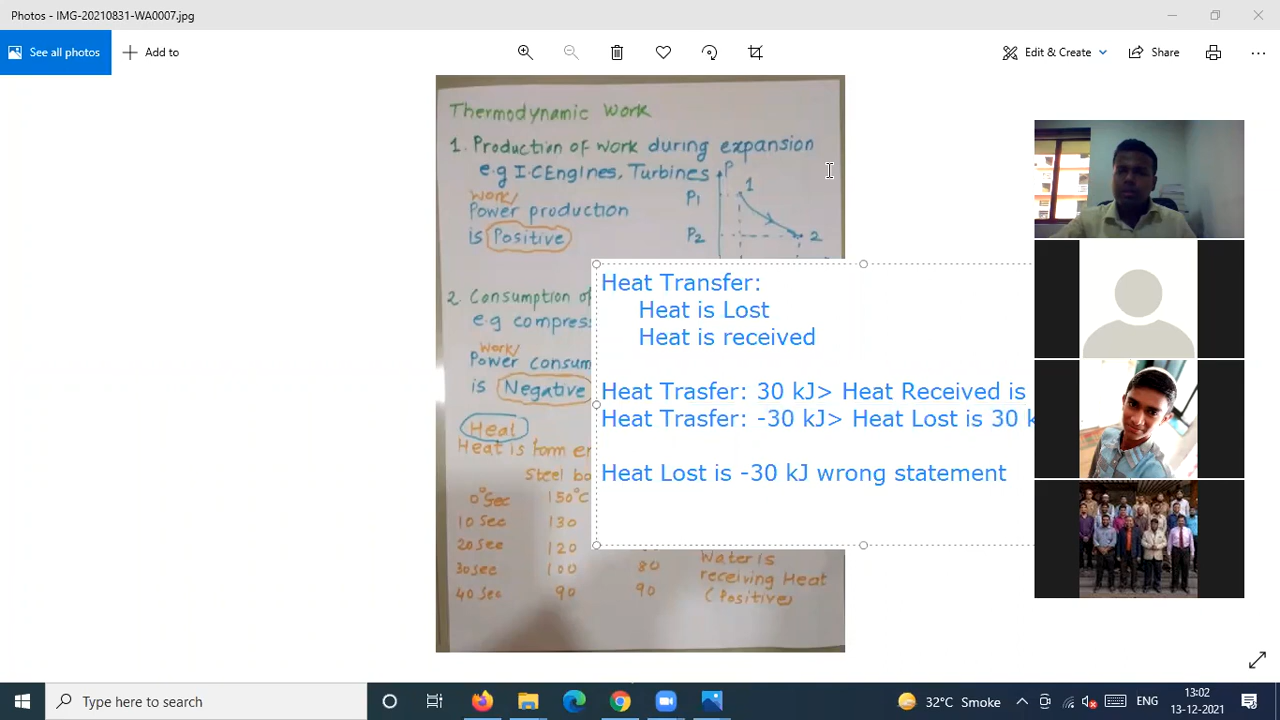 Photos - IMG-20210831-WA0007.jpg
See all photos
Add to
Edit & Create
Share
Thermodynamic Work
1. Production of work during expansion
e.g I.C Engines, Turbines
P
1
Work/
P1
Power production
is Positive
P2
2
2. Consumption of
e.g compress
Work/
Power consum
is Negative
Heat Transfer:
Heat is Lost
Heat is received
Heat Trasfer: 30 kJ> Heat Received is
Heat Trasfer: -30 kJ> Heat Lost is 30 k
Heat Lost is -30 kJ wrong statement
Heat
Heat is form en
Steel ba
0 Sec 150°C
10 Sec 130
20 Sec 120
30 Sec 100 80
40 Sec 90 90
Water is
receiving Heat
(Positive)
Type here to search
32°C Smoke
ENG
13:02
13-12-2021